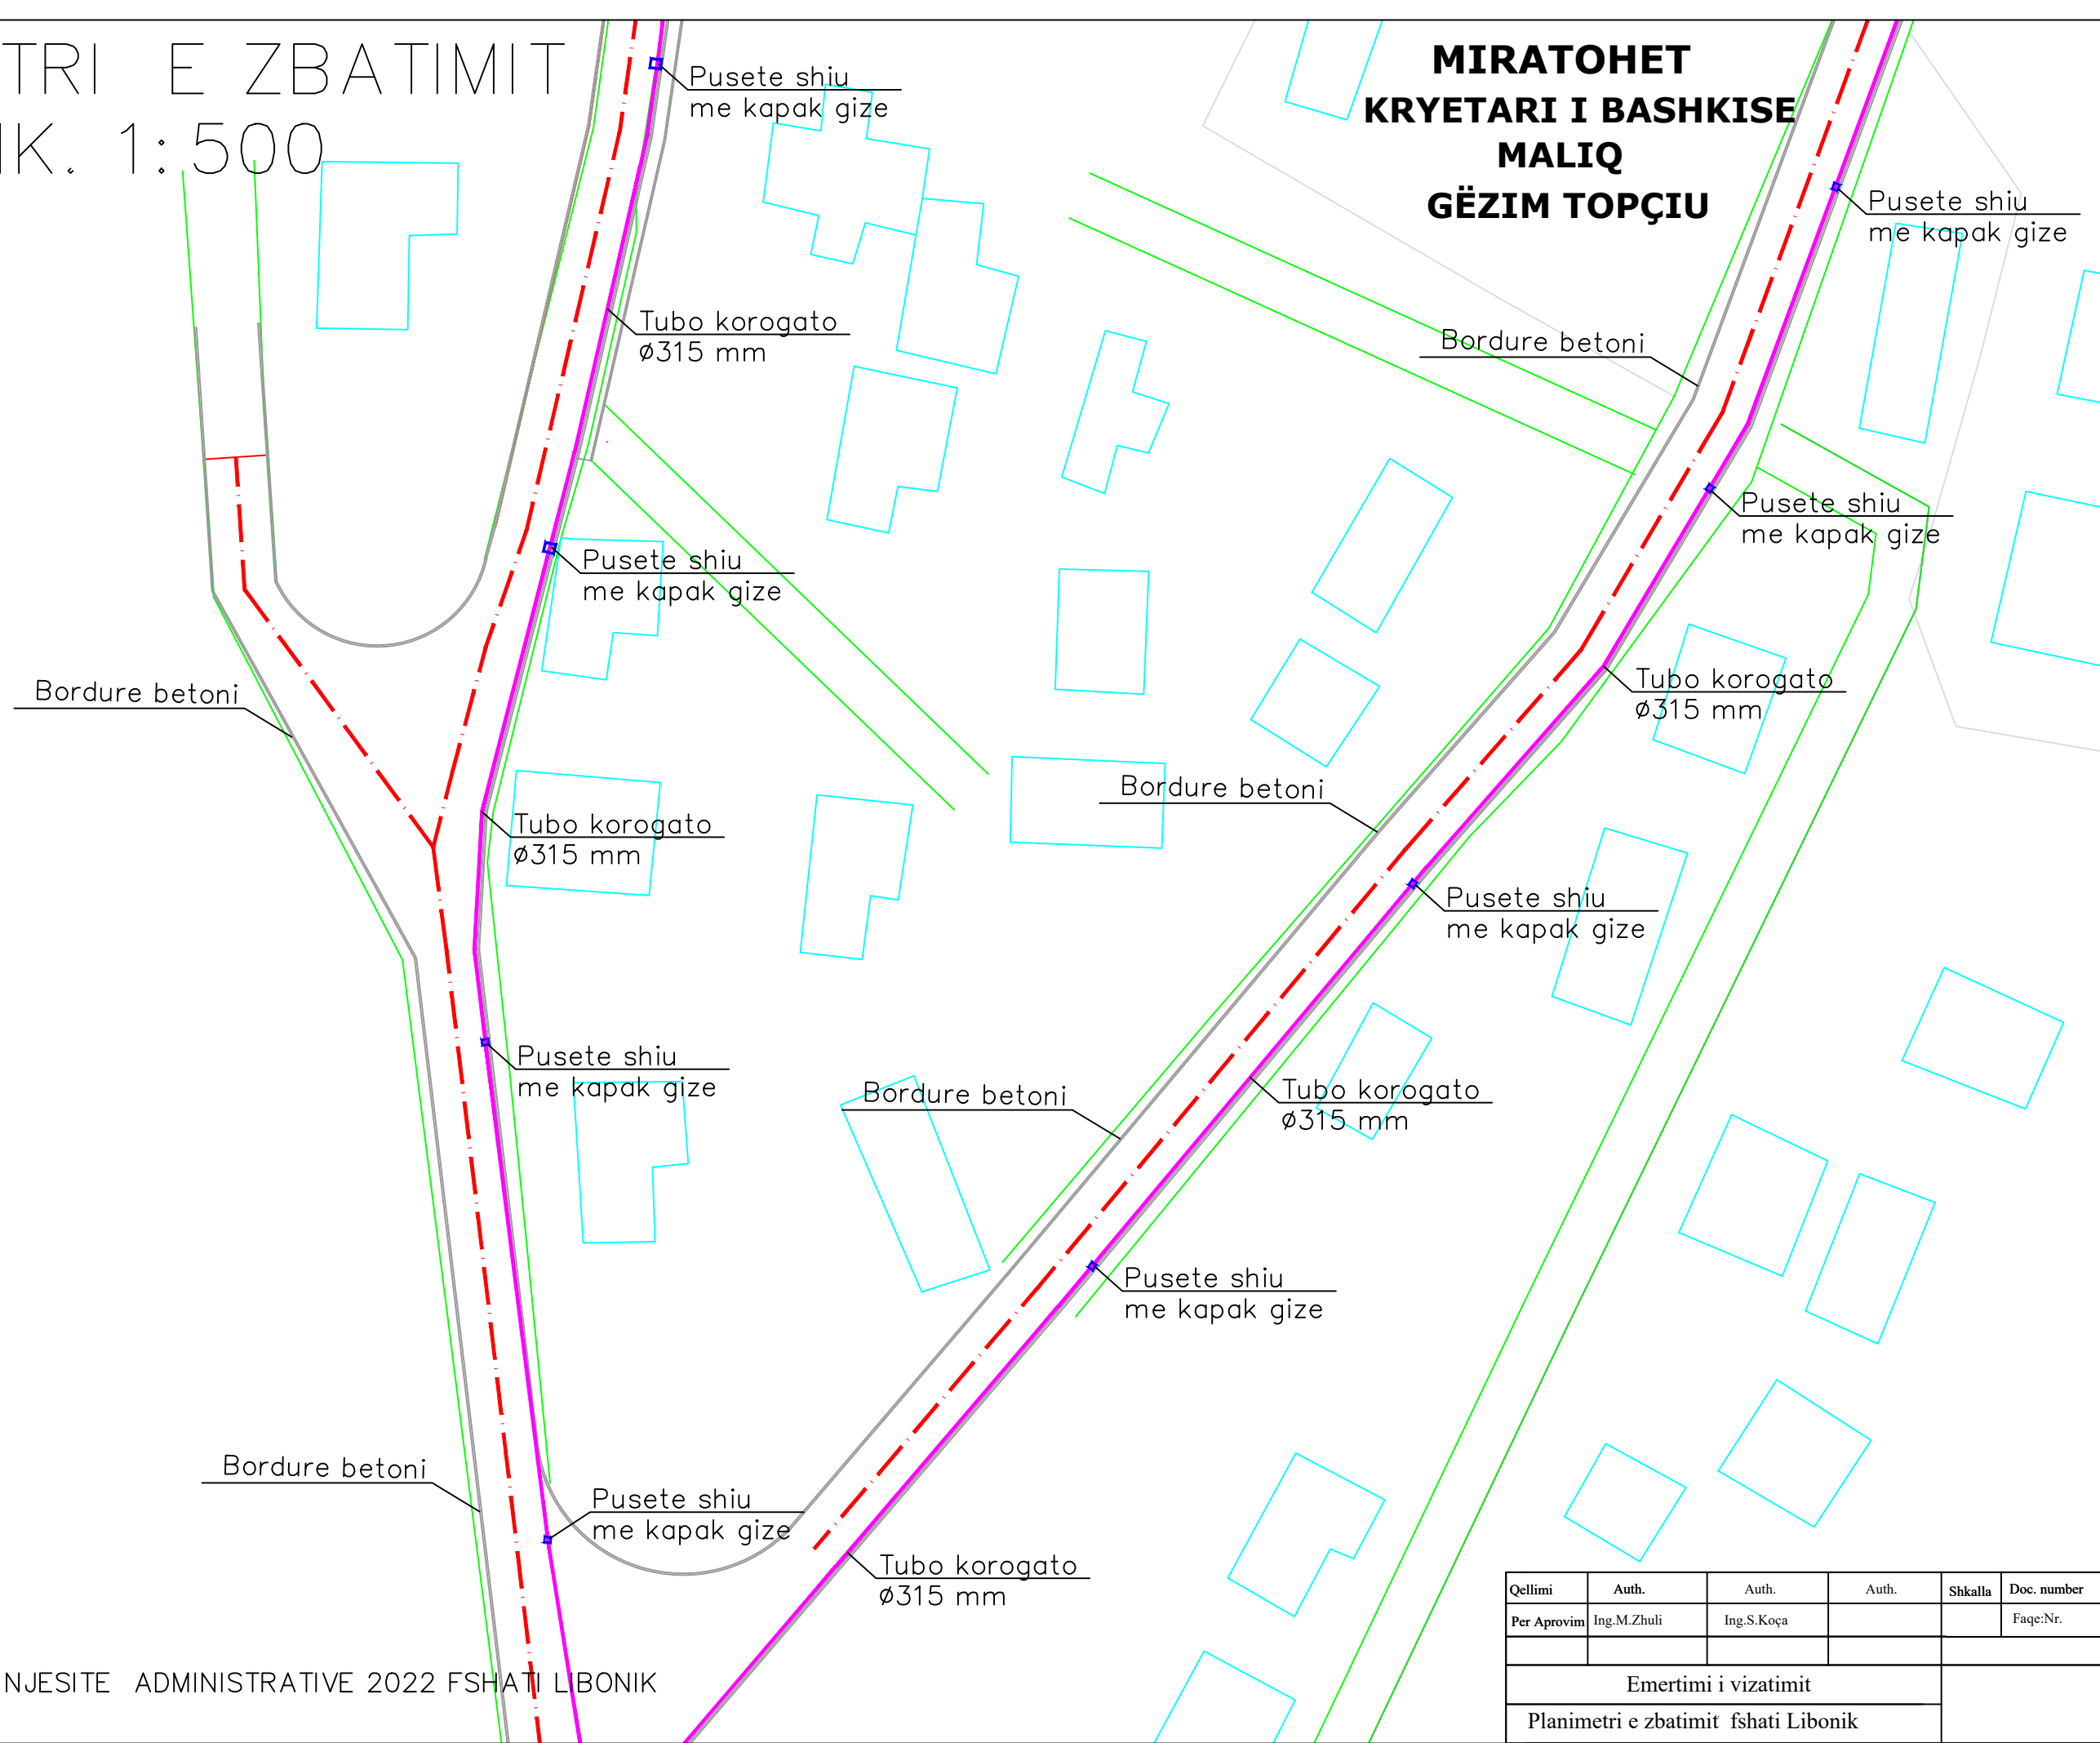 TRI E ZBATIMIT
1:500
MIRATOHET
KRYETARI I BASHKISE
MALIQ
GËZIM TOPÇIU
Pusete shiu
me kapak gize
Pusete shiu
me kapak gize
Tubo korogato
ø315 mm
Bordure betoni
Pusete shiu
me kapak gize
Pusete shiu
me kapak gize
Bordure betoni
Tubo korogato
ø315 mm
Bordure betoni
Tubo korogato
ø315 mm
Pusete shiu
me kapak gize
Pusete shiu
me kapak gize
Bordure betoni
Tubo korogato
ø315 mm
Pusete shiu
me kapak gize
Bordure betoni
Pusete shiu
me kapak gize
Tubo korogato
ø315 mm
NJESITE ADMINISTRATIVE 2022 FSHATI LIBONIK
Qellimi Auth. Auth. Auth. Shkalla Doc. number
Per Aprovim Ing.M.Zhuli Ing.S.Koça Faqe:Nr.
Emertimi i vizatimit
Planimetri e zbatimit fshati Libonik